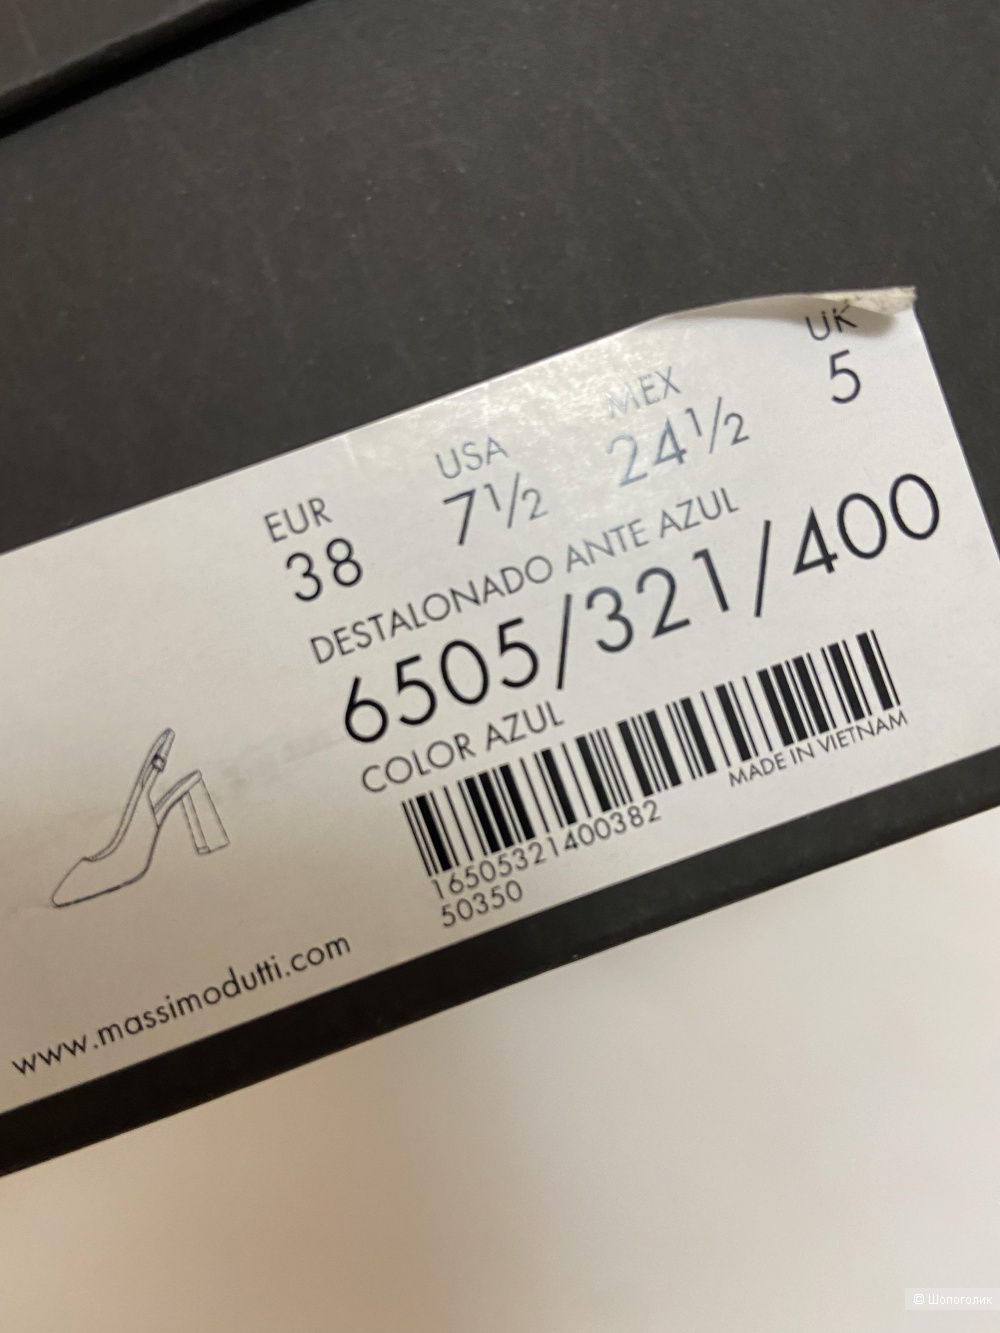 EUR USA MEX UK
38 7½ 24½ 5
DESTALONADO ANTE AZUL
6505/321/400
COLOR AZUL
MADE IN VIETNAM
16505321400382
50350
www.massimodutti.com
© Шопоголик